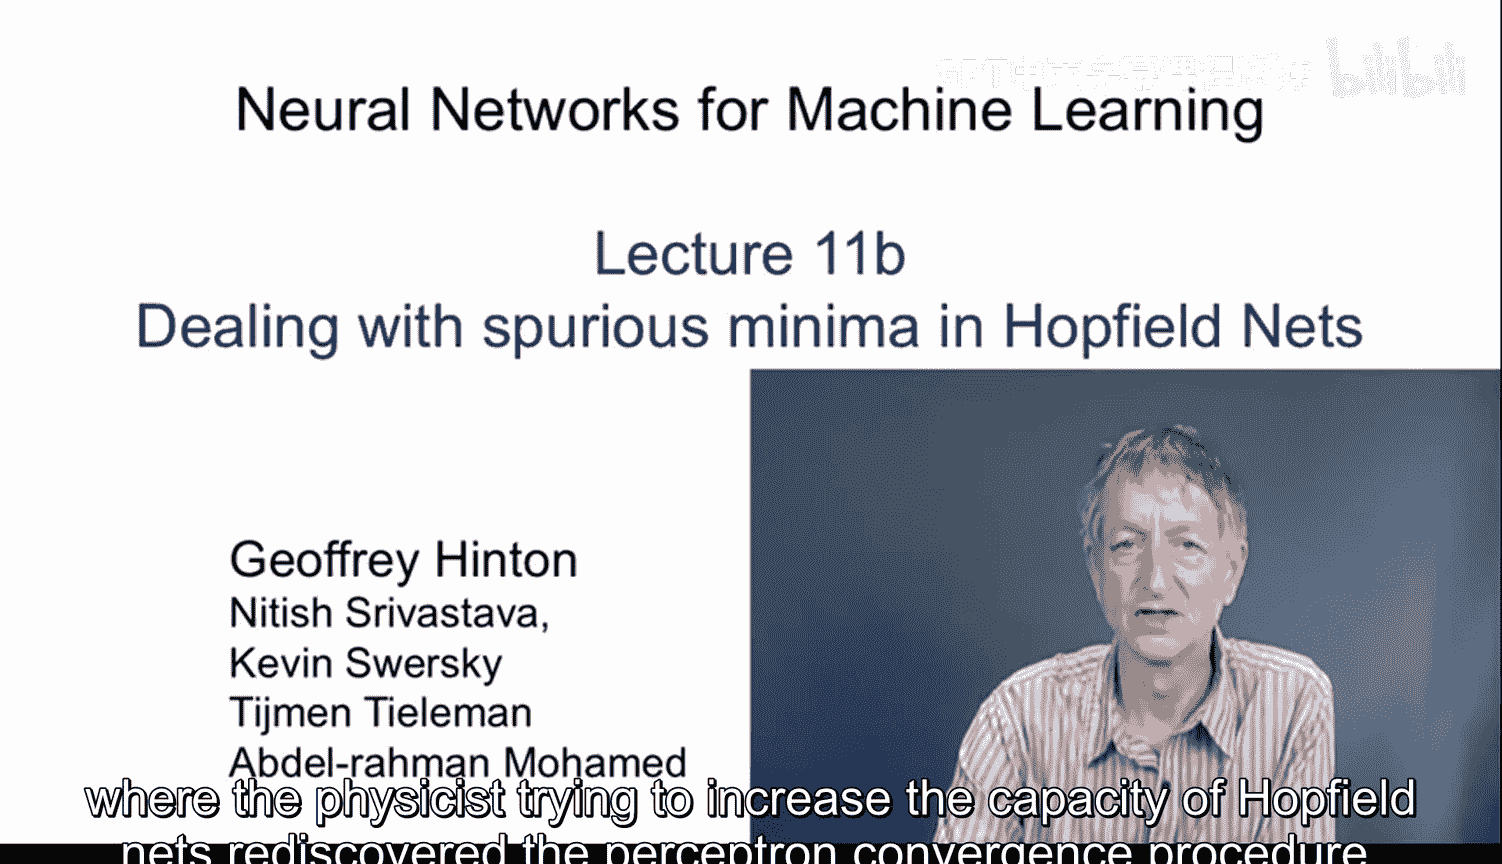 bilibili
Neural Networks for Machine Learning
Lecture 11b
Dealing with spurious minima in Hopfield Nets
Geoffrey Hinton
Nitish Srivastava,
Kevin Swersky
Tijmen Tieleman
Abdel-rahman Mohamed
where the physicist trying to increase the capacity of Hopfield
nets rediscovered the perceptron convergence procedure